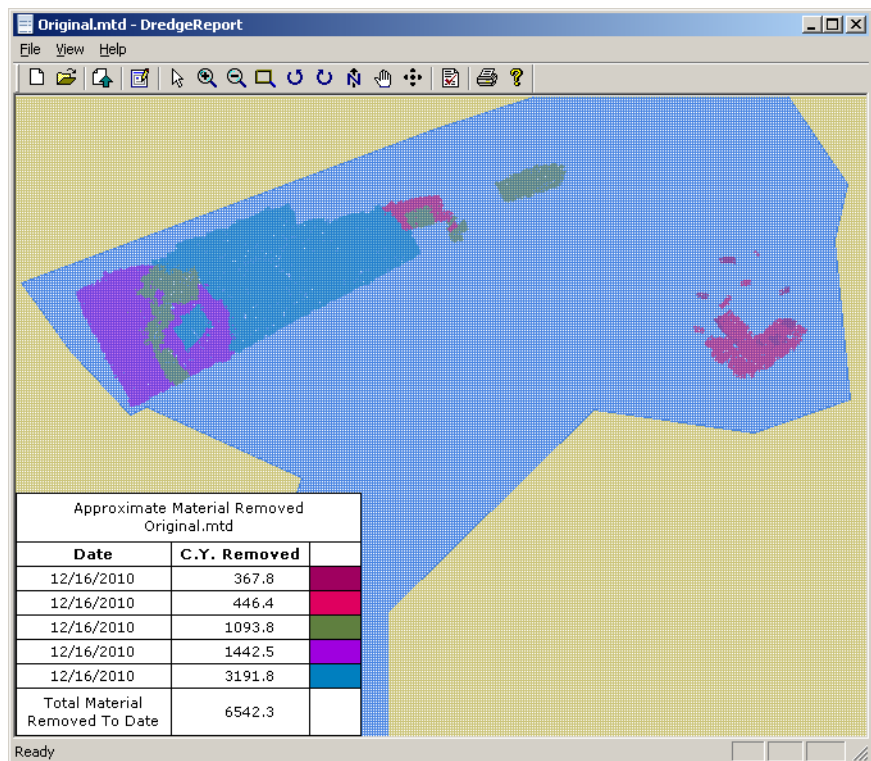 Original.mtd - DredgeReport
File View Help
Approximate Material Removed
Original.mtd
Date C.Y. Removed
12/16/2010 367.8
12/16/2010 446.4
12/16/2010 1093.8
12/16/2010 1442.5
12/16/2010 3191.8
Total Material
Removed To Date 6542.3
Ready